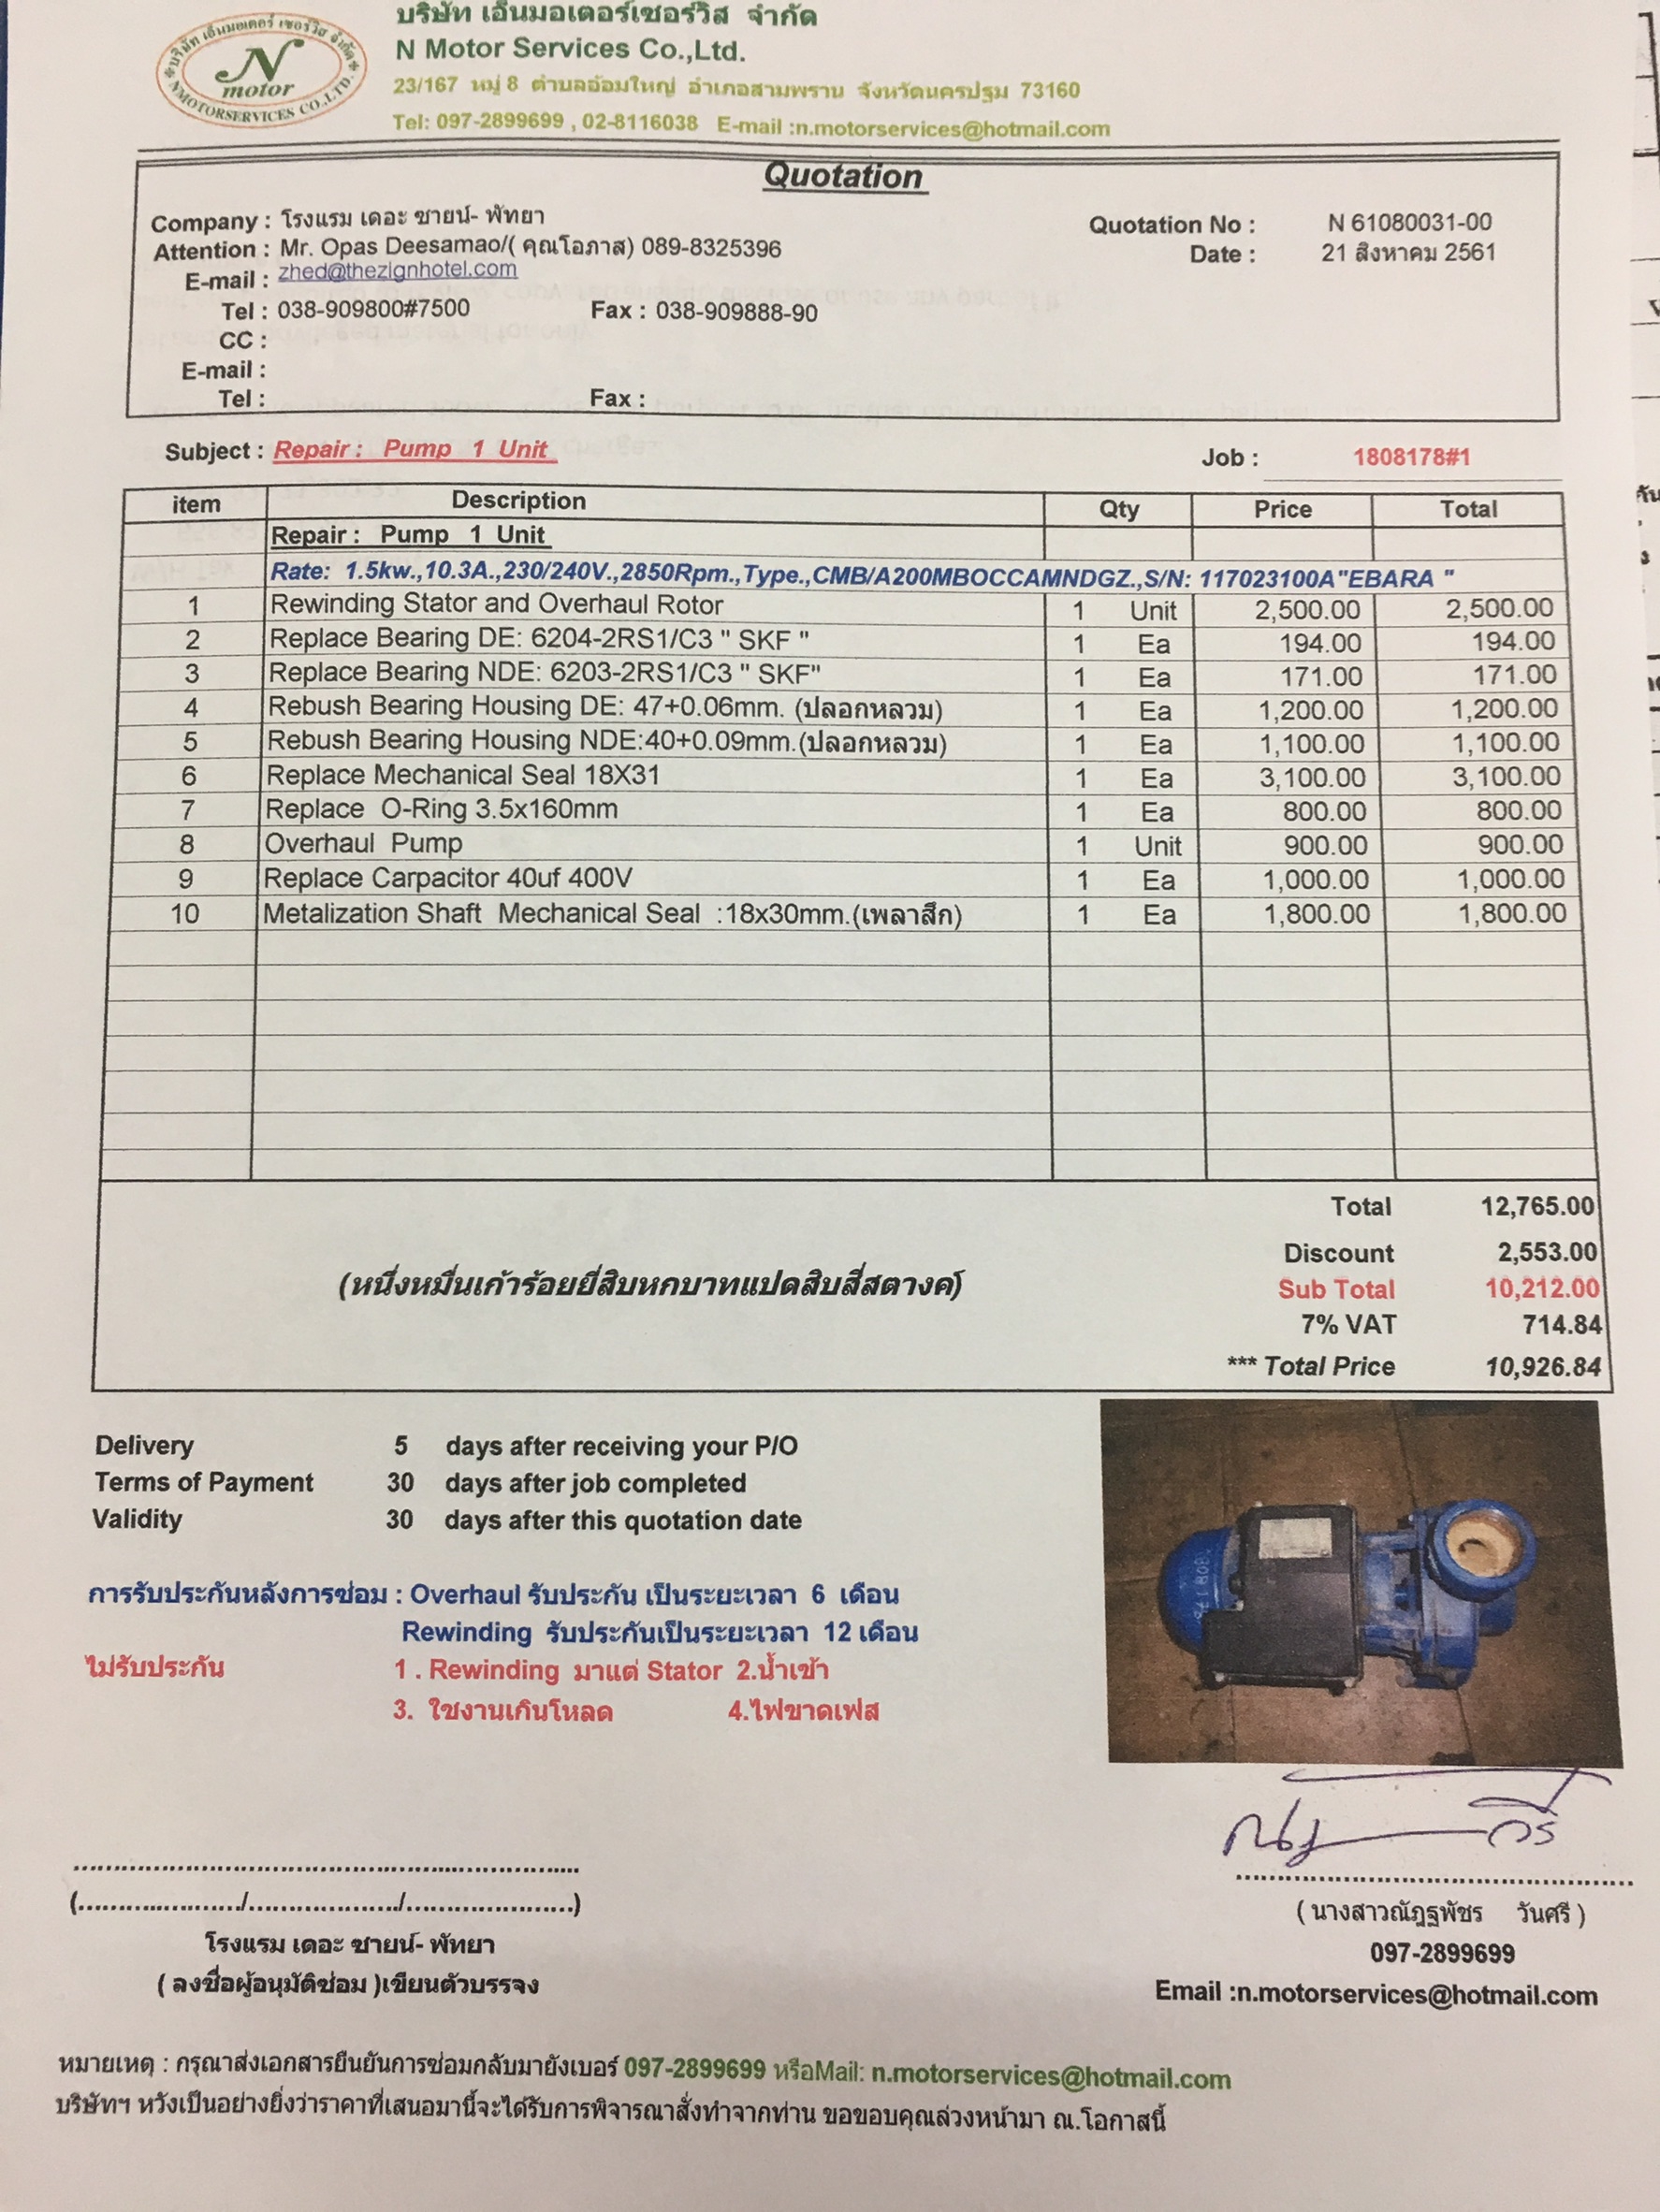 บริษัท เอ็นมอเตอร์เซอร์วิส จำกัด
N Motor Services Co.,Ltd.
23/167 หมู่ 8 ตำบลอ้อมใหญ่ อำเภอสามพราน จังหวัดนครปฐม 73160
Tel: 097-2899699 , 02-8116038 E-mail :n.motorservices@hotmail.com
บริษัท เอ็นมอเตอร์ เซอร์วิส จำกัด
N
motor
NMOTORSERVICES CO.,LTD.
Quotation
Company : โรงแรม เดอะ ซายน์- พัทยา Quotation No : N 61080031-00
Attention : Mr. Opas Deesamao/( คุณโอภาส) 089-8325396 Date : 21 สิงหาคม 2561
E-mail : zhed@thezignhotel.com
Tel : 038-909800#7500 Fax : 038-909888-90
CC :
E-mail :
Tel : Fax :
Subject : Repair : Pump 1 Unit Job : 1808178#1
item Description Qty Price Total
Repair : Pump 1 Unit
Rate: 1.5kw.,10.3A.,230/240V.,2850Rpm.,Type.,CMB/A200MBOCCAMNDGZ.,S/N: 117023100A"EBARA "
1 Rewinding Stator and Overhaul Rotor 1 Unit 2,500.00 2,500.00
2 Replace Bearing DE: 6204-2RS1/C3 " SKF " 1 Ea 194.00 194.00
3 Replace Bearing NDE: 6203-2RS1/C3 " SKF" 1 Ea 171.00 171.00
4 Rebush Bearing Housing DE: 47+0.06mm. (ปลอกหลวม) 1 Ea 1,200.00 1,200.00
5 Rebush Bearing Housing NDE:40+0.09mm.(ปลอกหลวม) 1 Ea 1,100.00 1,100.00
6 Replace Mechanical Seal 18X31 1 Ea 3,100.00 3,100.00
7 Replace O-Ring 3.5x160mm 1 Ea 800.00 800.00
8 Overhaul Pump 1 Unit 900.00 900.00
9 Replace Carpacitor 40uf 400V 1 Ea 1,000.00 1,000.00
10 Metalization Shaft Mechanical Seal :18x30mm.(เพลาสึก) 1 Ea 1,800.00 1,800.00
Total 12,765.00
Discount 2,553.00
(หนึ่งหมื่นเก้าร้อยยี่สิบหกบาทแปดสิบสี่สตางค์) Sub Total 10,212.00
7% VAT 714.84
*** Total Price 10,926.84
Delivery 5 days after receiving your P/O
Terms of Payment 30 days after job completed
Validity 30 days after this quotation date
การรับประกันหลังการซ่อม : Overhaul รับประกัน เป็นระยะเวลา 6 เดือน
Rewinding รับประกันเป็นระยะเวลา 12 เดือน
ไม่รับประกัน 1 . Rewinding มาแต่ Stator 2.น้ำเข้า
3. ใช้งานเกินโหลด 4.ไฟขาดเฟส
(..................../..................../......................)
โรงแรม เดอะ ซายน์- พัทยา
( ลงชื่อผู้อนุมัติซ่อม )เขียนตัวบรรจง
( นางสาวณัฎฐพัชร วันศรี )
097-2899699
Email :n.motorservices@hotmail.com
หมายเหตุ : กรุณาส่งเอกสารยืนยันการซ่อมกลับมายังเบอร์ 097-2899699 หรือMail: n.motorservices@hotmail.com
บริษัทฯ หวังเป็นอย่างยิ่งว่าราคาที่เสนอมานี้จะได้รับการพิจารณาสั่งทำจากท่าน ขอขอบคุณล่วงหน้ามา ณ.โอกาสนี้